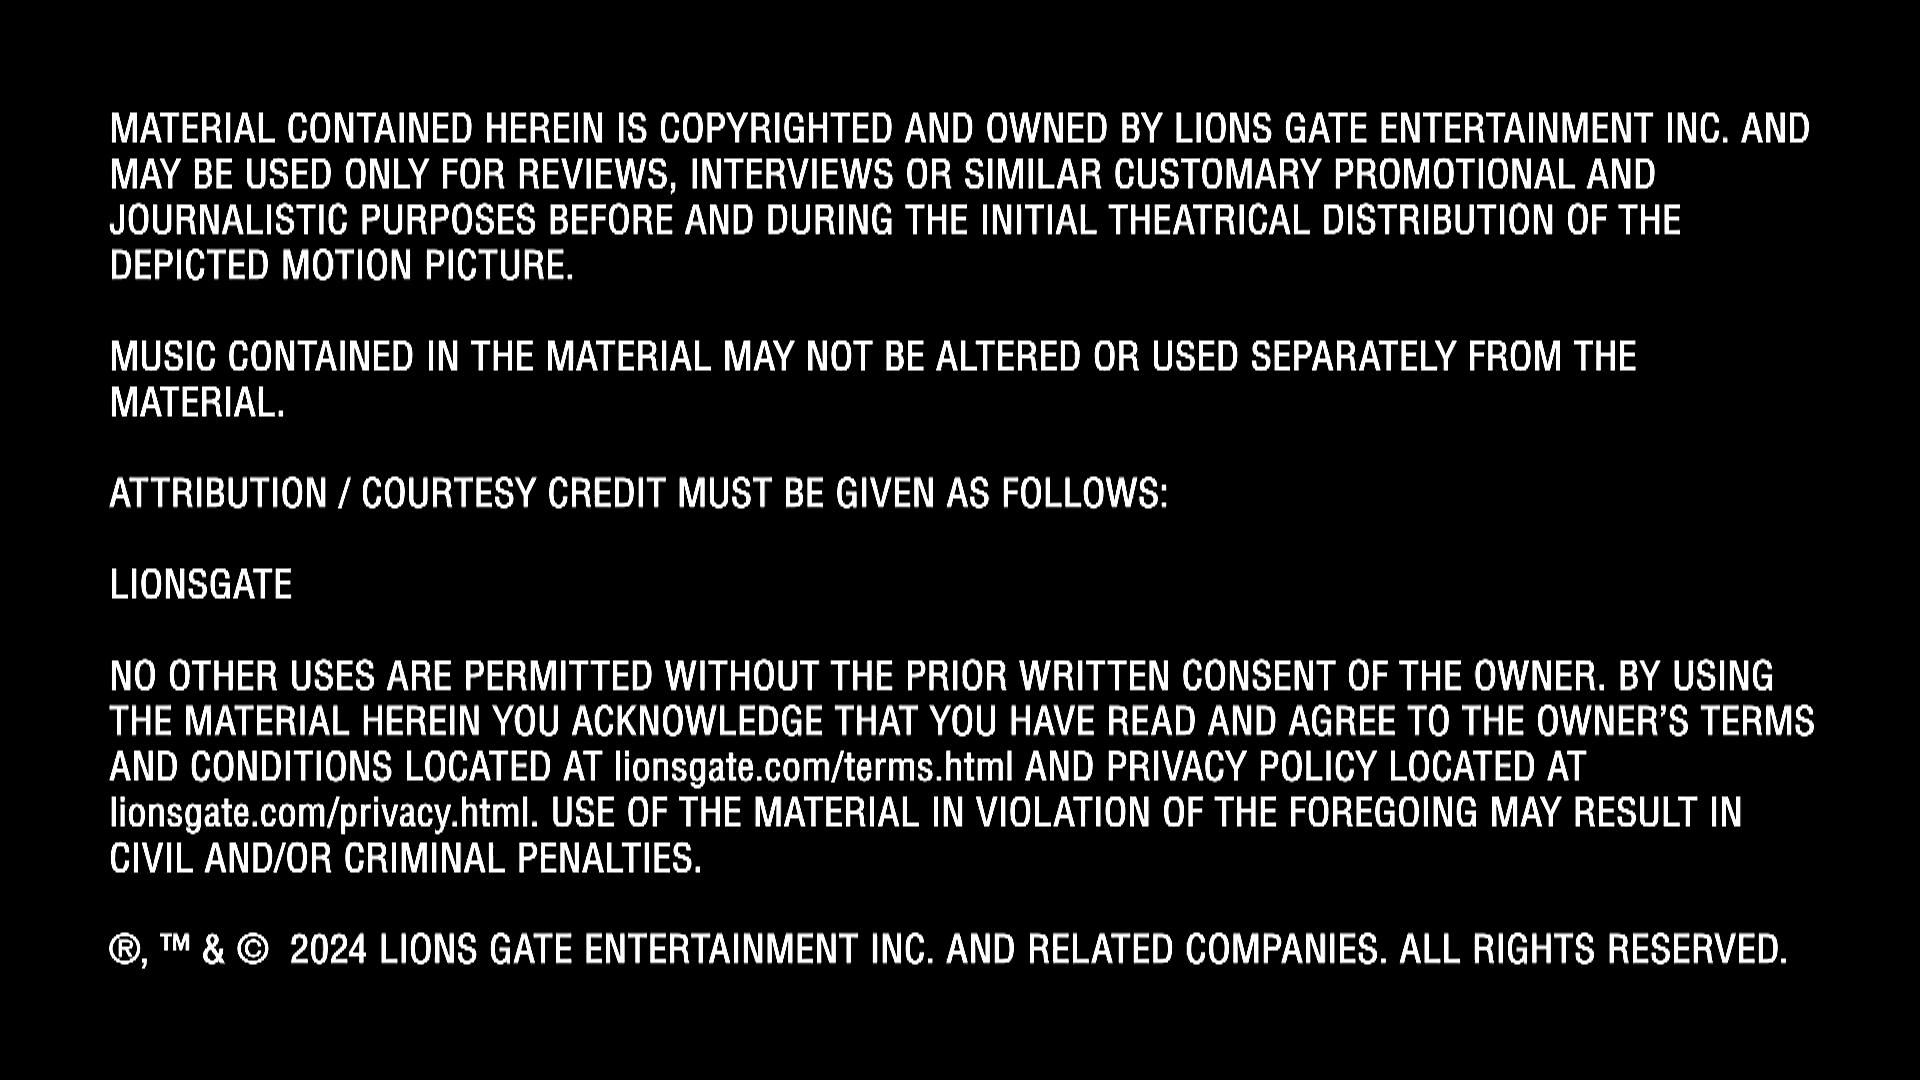 MATERIAL CONTAINED HEREIN IS COPYRIGHTED AND OWNED BY LIONS GATE ENTERTAINMENT INC. AND
MAY BE USED ONLY FOR REVIEWS, INTERVIEWS OR SIMILAR CUSTOMARY PROMOTIONAL AND
JOURNALISTIC PURPOSES BEFORE AND DURING THE INITIAL THEATRICAL DISTRIBUTION OF THE
DEPICTED MOTION PICTURE.
MUSIC CONTAINED IN THE MATERIAL MAY NOT BE ALTERED OR USED SEPARATELY FROM THE
MATERIAL.
ATTRIBUTION / COURTESY CREDIT MUST BE GIVEN AS FOLLOWS:
LIONSGATE
NO OTHER USES ARE PERMITTED WITHOUT THE PRIOR WRITTEN CONSENT OF THE OWNER. BY USING
THE MATERIAL HEREIN YOU ACKNOWLEDGE THAT YOU HAVE READ AND AGREE TO THE OWNER’S TERMS
AND CONDITIONS LOCATED AT lionsgate.com/terms.html AND PRIVACY POLICY LOCATED AT
lionsgate.com/privacy.html. USE OF THE MATERIAL IN VIOLATION OF THE FOREGOING MAY RESULT IN
CIVIL AND/OR CRIMINAL PENALTIES.
®, ™ & © 2024 LIONS GATE ENTERTAINMENT INC. AND RELATED COMPANIES. ALL RIGHTS RESERVED.